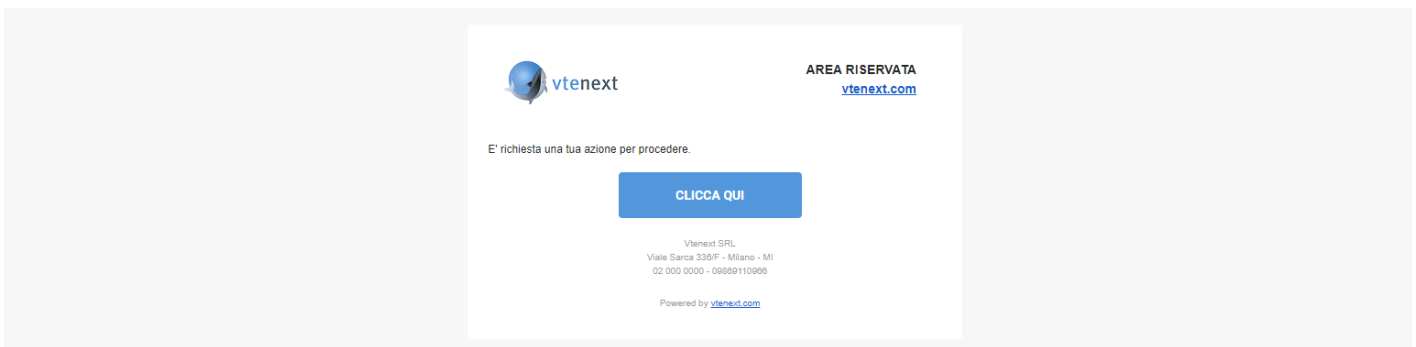 vtenext
AREA RISERVATA
vtenext.com
E' richiesta una tua azione per procedere.
CLICCA QUI
Vtenext SRL
Viale Sarca 336/F - Milano - MI
02 000 0000 - 09869110966
Powered by vtenext.com